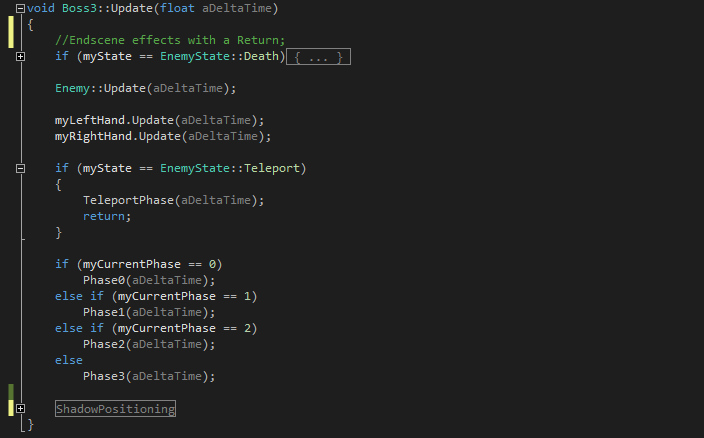 void Boss3::Update(float aDeltaTime)
{
//Endscene effects with a Return;
if (myState == EnemyState::Death){ ... }
Enemy::Update(aDeltaTime);
myLeftHand.Update(aDeltaTime);
myRightHand.Update(aDeltaTime);
if (myState == EnemyState::Teleport)
{
TeleportPhase(aDeltaTime);
return;
}
if (myCurrentPhase == 0)
Phase0(aDeltaTime);
else if (myCurrentPhase == 1)
Phase1(aDeltaTime);
else if (myCurrentPhase == 2)
Phase2(aDeltaTime);
else
Phase3(aDeltaTime);
ShadowPositioning
}